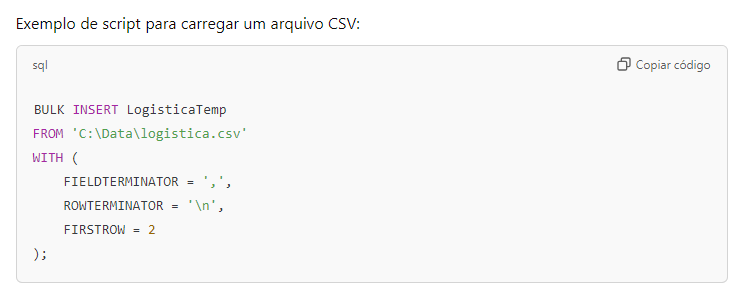 Exemplo de script para carregar um arquivo CSV:
sql
Copiar código
BULK INSERT LogisticaTemp
FROM 'C:\Data\logistica.csv'
WITH (
    FIELDTERMINATOR = ',',
    ROWTERMINATOR = '\n',
    FIRSTROW = 2
);